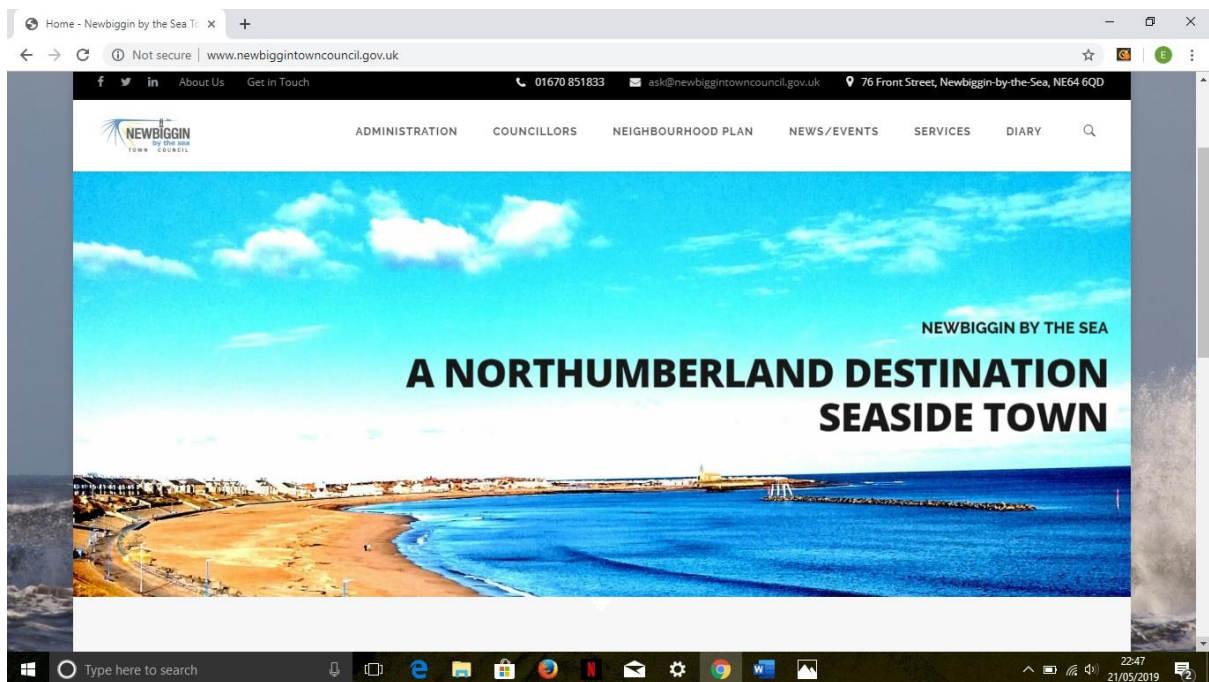 Home - Newbiggin by the Sea To
Not secure | www.newbiggintowncouncil.gov.uk
E
f in About Us Get in Touch 01670 851833 ask@newbiggintowncouncil.gov.uk 76 Front Street, Newbiggin-by-the-Sea, NE64 6QD
NEWBIGGIN
by the sea
TOWN COUNCIL
ADMINISTRATION COUNCILLORS NEIGHBOURHOOD PLAN NEWS/EVENTS SERVICES DIARY
NEWBIGGIN BY THE SEA
A NORTHUMBERLAND DESTINATION
SEASIDE TOWN
Type here to search
22:47
21/05/2019
2